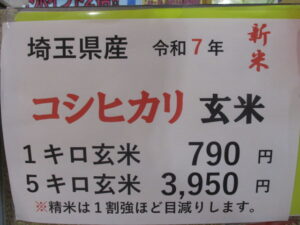 埼玉県産 令和7年 新米
コシヒカリ 玄米
1キロ玄米 790 円
5キロ玄米 3,950 円
※精米は1割強ほど目減りします。